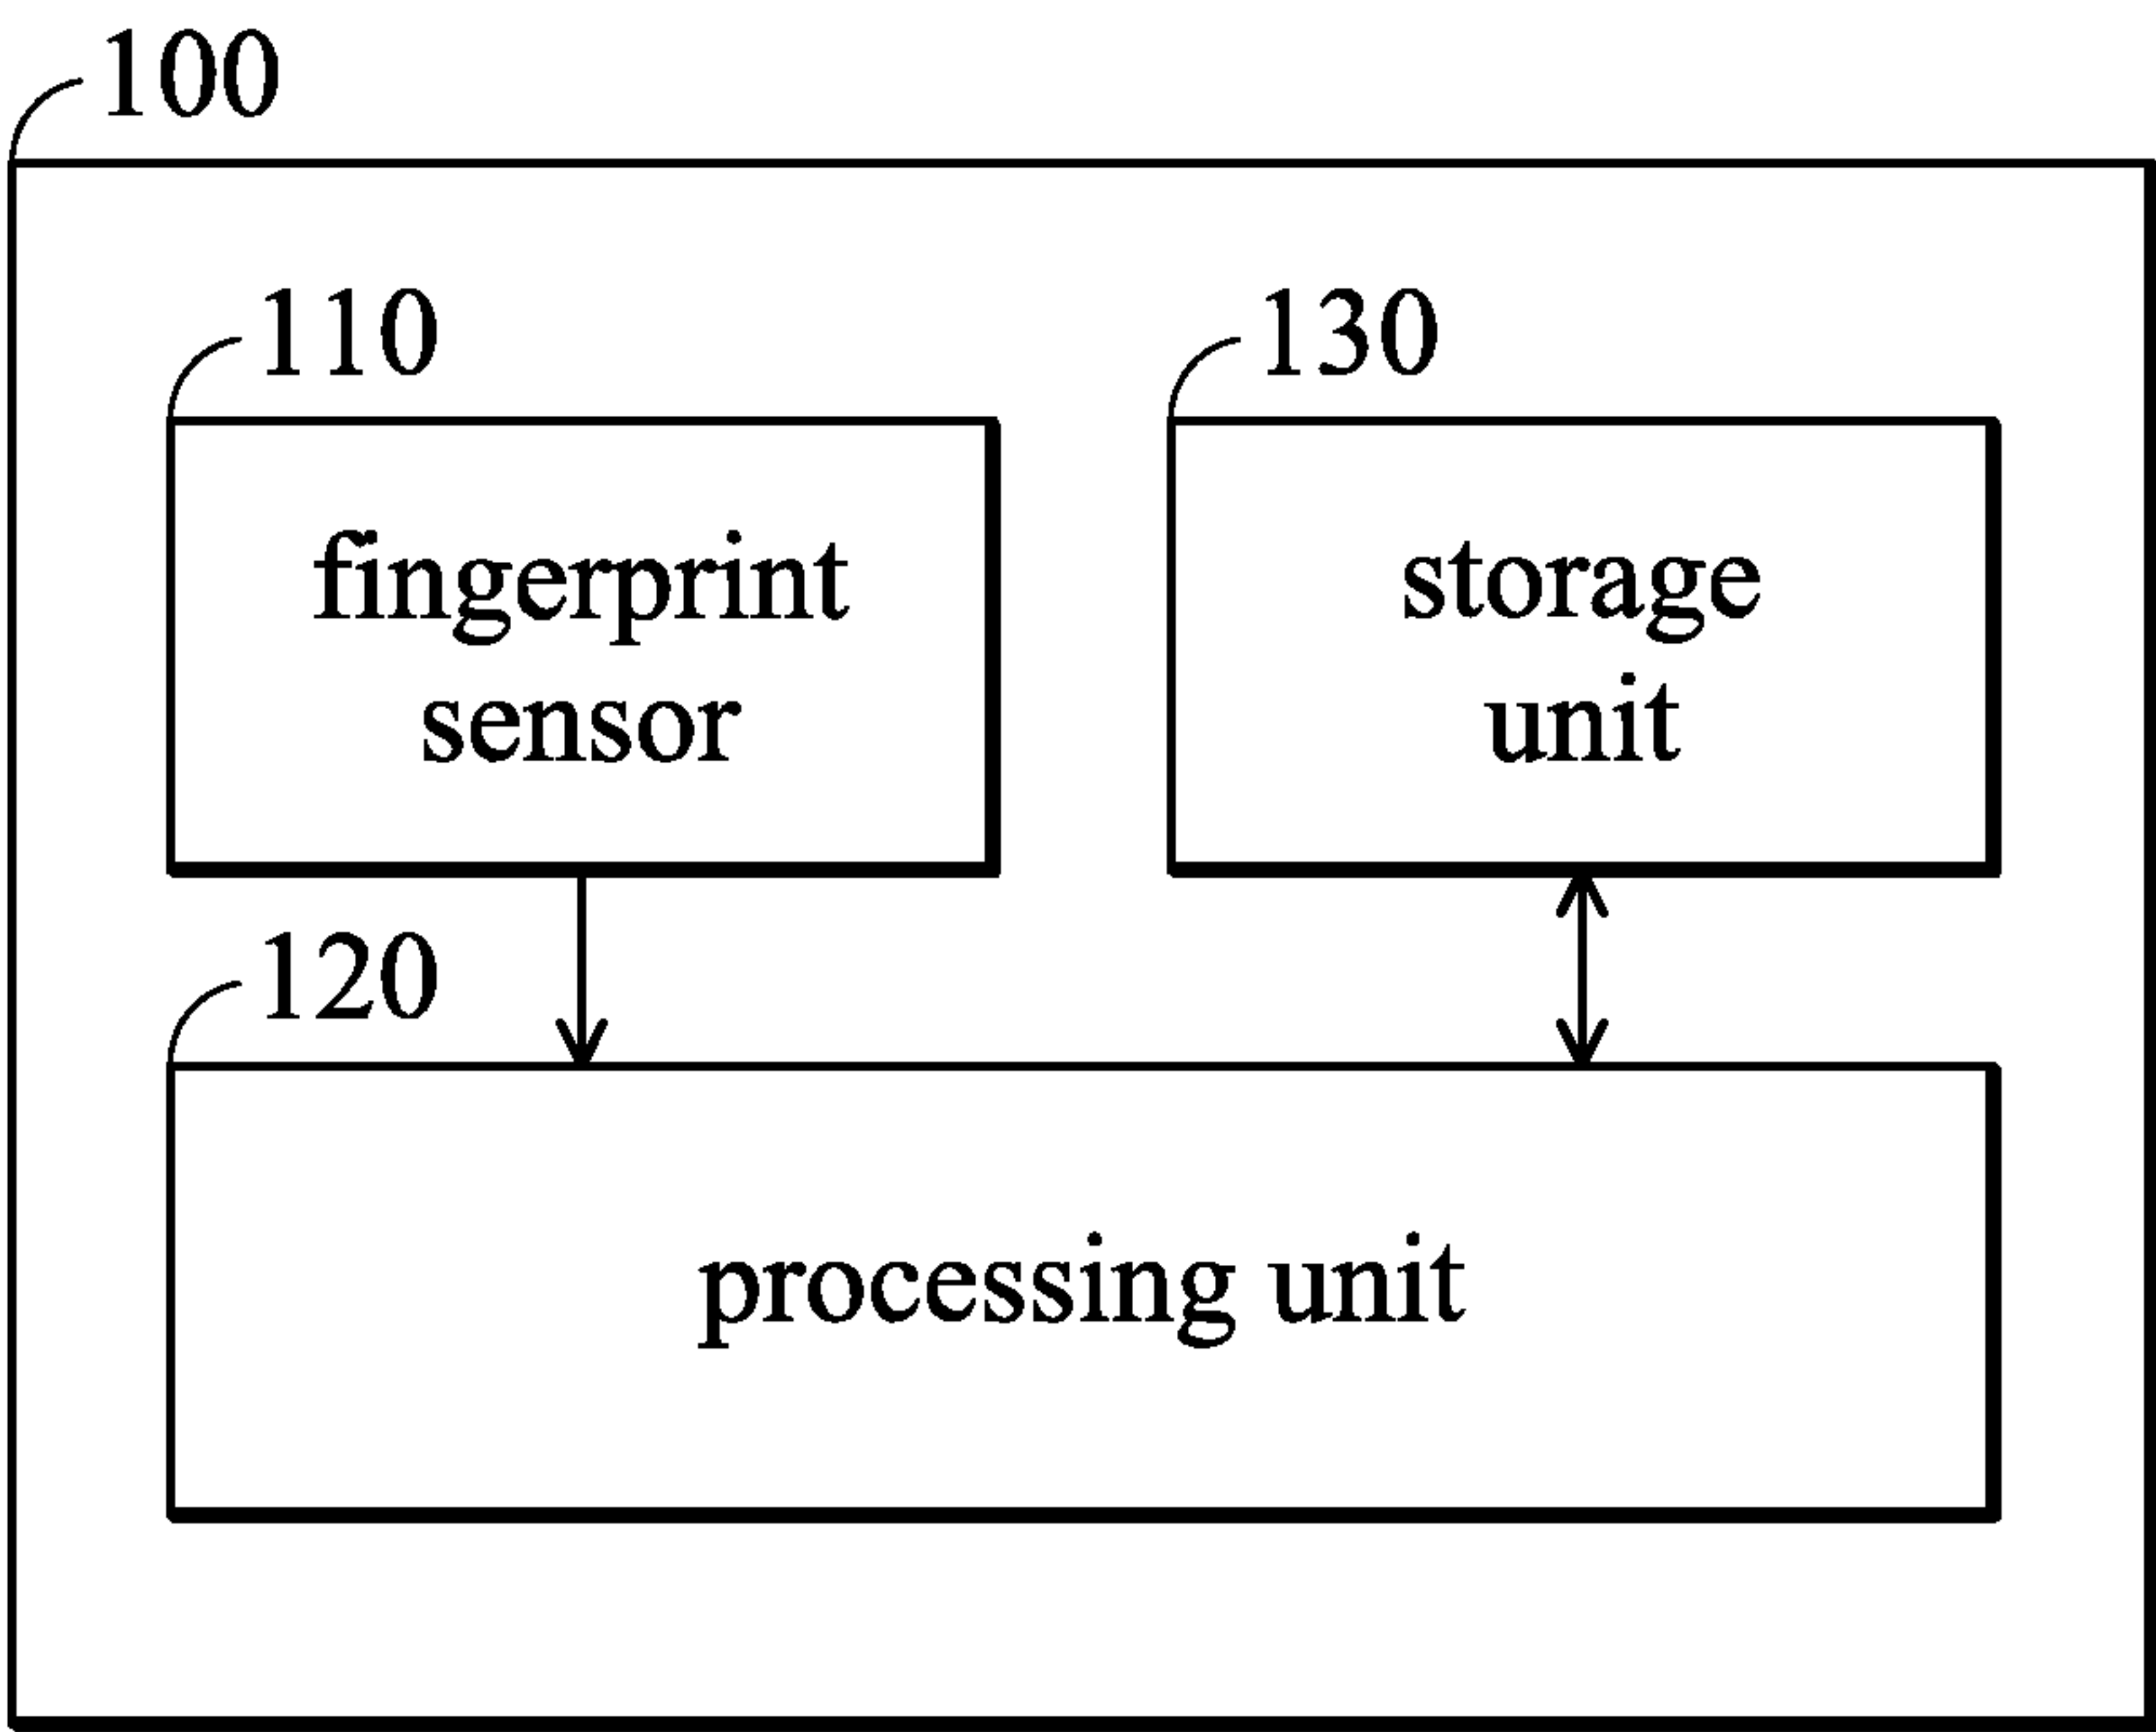 100
110
130
fingerprint
sensor
storage
unit
120
processing unit